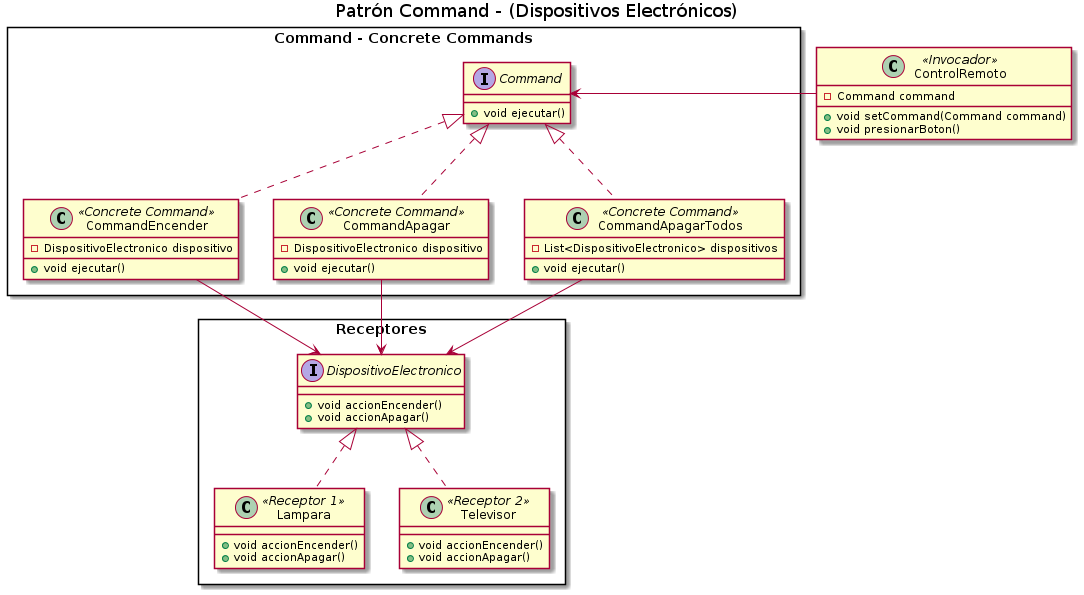 Patrón Command - (Dispositivos Electrónicos)
Command - Concrete Commands
I Command
void ejecutar()
C «Invocador»
ControlRemoto
Command command
void setCommand(Command command)
void presionarBoton()
C «Concrete Command»
CommandEncender
DispositivoElectronico dispositivo
void ejecutar()
C «Concrete Command»
CommandApagar
DispositivoElectronico dispositivo
void ejecutar()
C «Concrete Command»
CommandApagarTodos
List<DispositivoElectronico> dispositivos
void ejecutar()
Receptores
I DispositivoElectronico
void accionEncender()
void accionApagar()
C «Receptor 1»
Lampara
void accionEncender()
void accionApagar()
C «Receptor 2»
Televisor
void accionEncender()
void accionApagar()